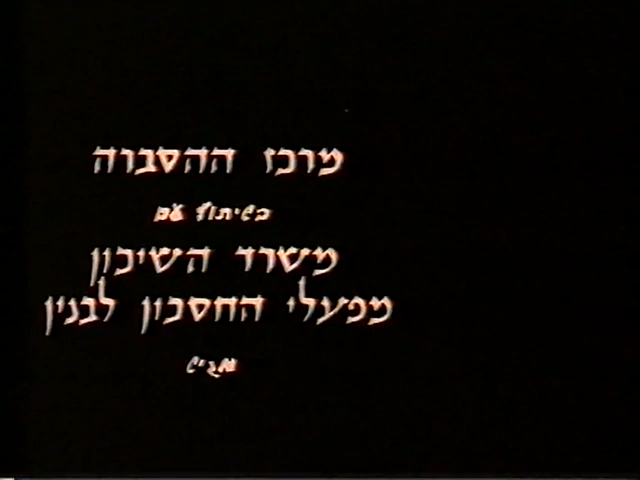 מרכז ההסברה
בשיתוף עם
משרד השיכון
מפעלי החסכון לבנין
מגיש